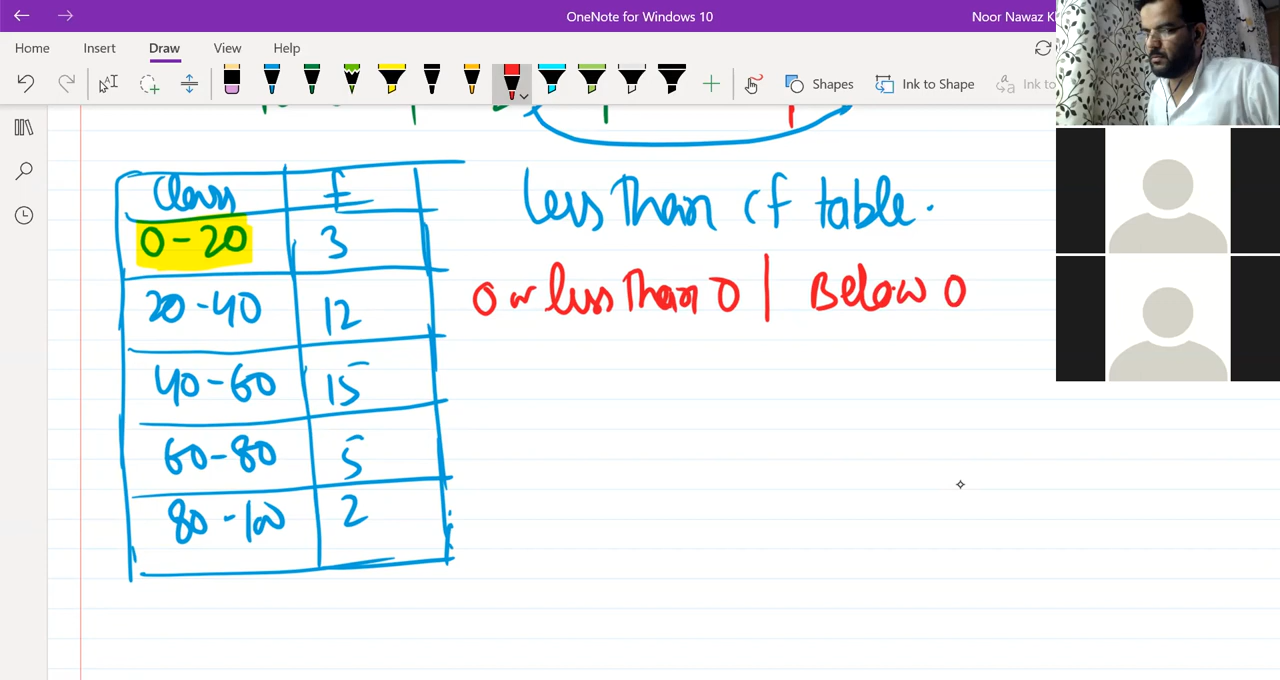 OneNote for Windows 10
Noor Nawaz K
Home Insert Draw View Help
Shapes Ink to Shape Ink to
Class f
0-20 3
20-40 12
40-60 15
60-80 5
80-100 2
less than cf table.
0 or less than 0 | Below 0